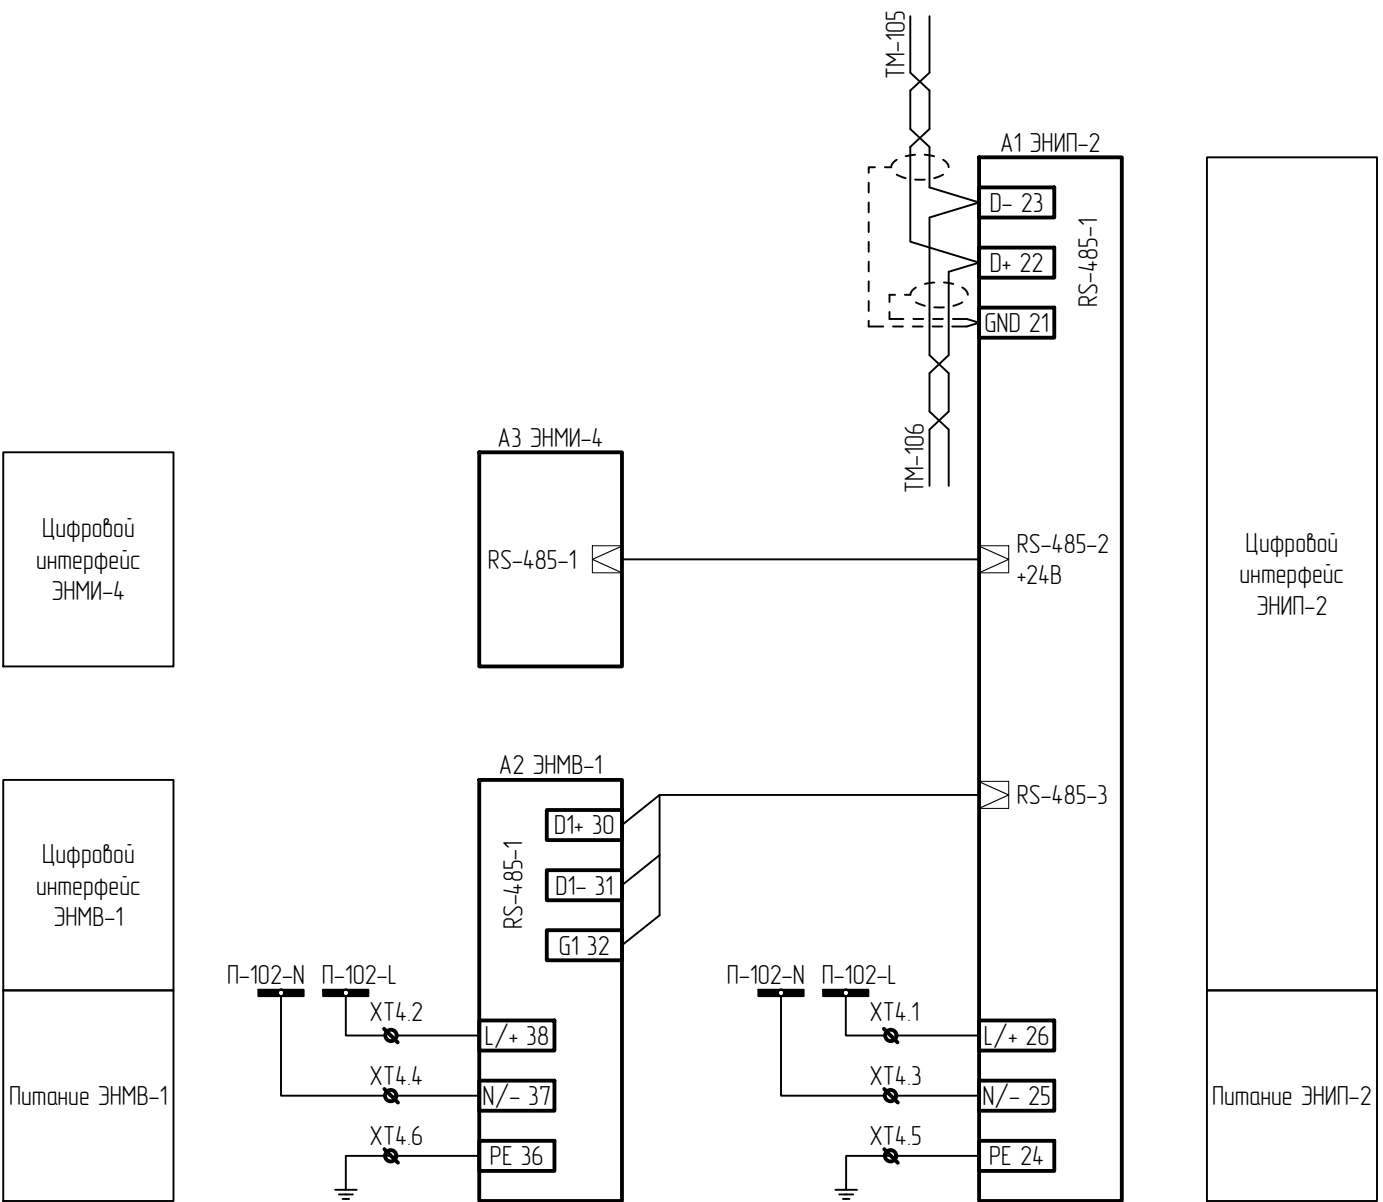 ТМ-105
А1 ЭНИП-2
D- 23
D+ 22
GND 21
RS-485-1
ТМ-106
А3 ЭНМИ-4
RS-485-1
RS-485-2
+24В
Цифровой
интерфейс
ЭНМИ-4
Цифровой
интерфейс
ЭНИП-2
А2 ЭНМВ-1
D1+ 30
D1- 31
G1 32
RS-485-1
RS-485-3
Цифровой
интерфейс
ЭНМВ-1
П-102-N
П-102-L
ХТ4.2
L/+ 38
ХТ4.4
N/- 37
ХТ4.6
PE 36
Питание ЭНМВ-1
П-102-N
П-102-L
ХТ4.1
L/+ 26
ХТ4.3
N/- 25
ХТ4.5
PE 24
Питание ЭНИП-2